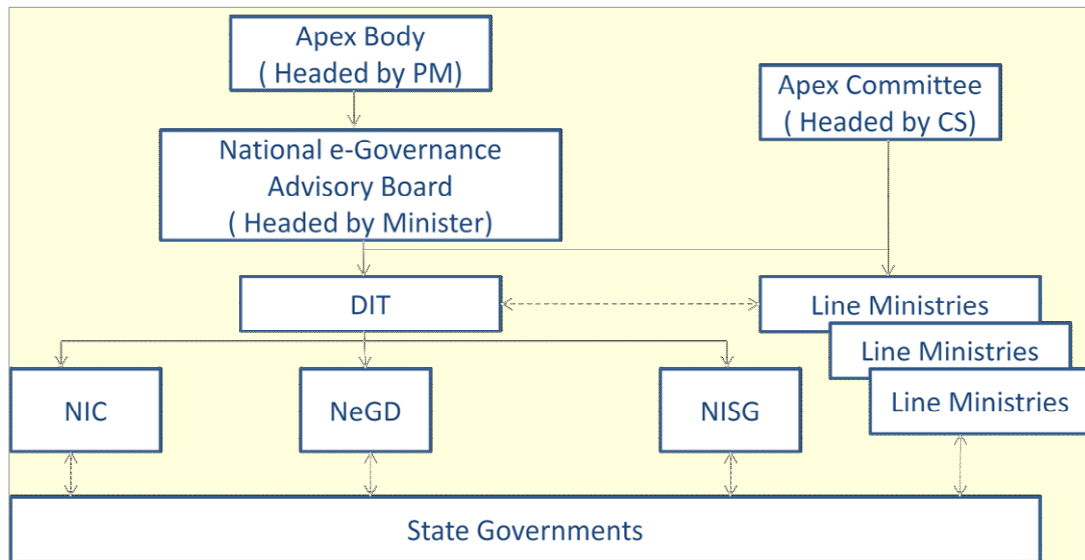 Apex Body
( Headed by PM)
Apex Committee
( Headed by CS)
National e-Governance
Advisory Board
( Headed by Minister)
DIT
Line Ministries
Line Ministries
Line Ministries
NIC
NeGD
NISG
State Governments